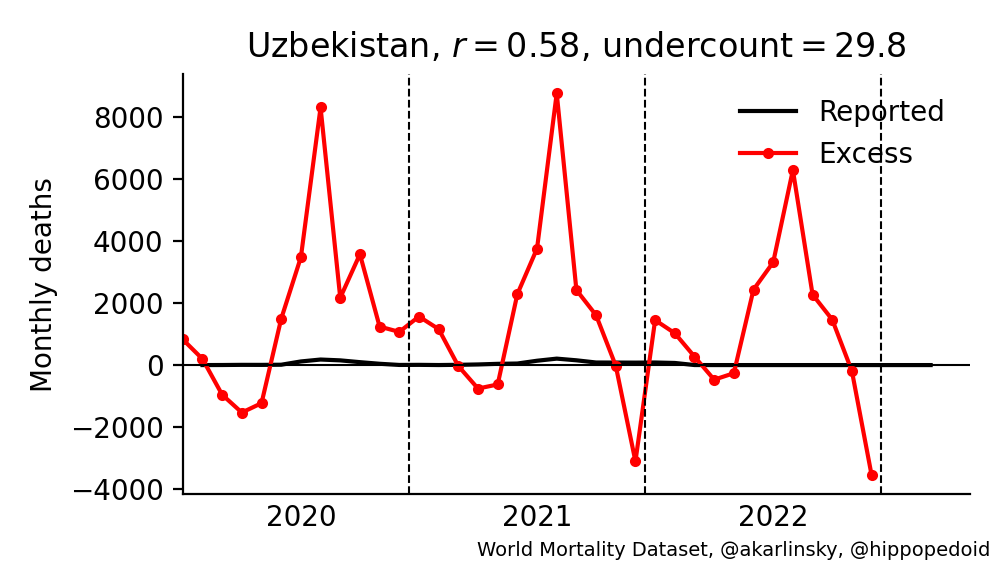 Uzbekistan, r = 0.58, undercount = 29.8
Monthly deaths
8000
6000
4000
2000
0
−2000
−4000
Reported
Excess
2020 2021 2022
World Mortality Dataset, @akarlinsky, @hippopedoid